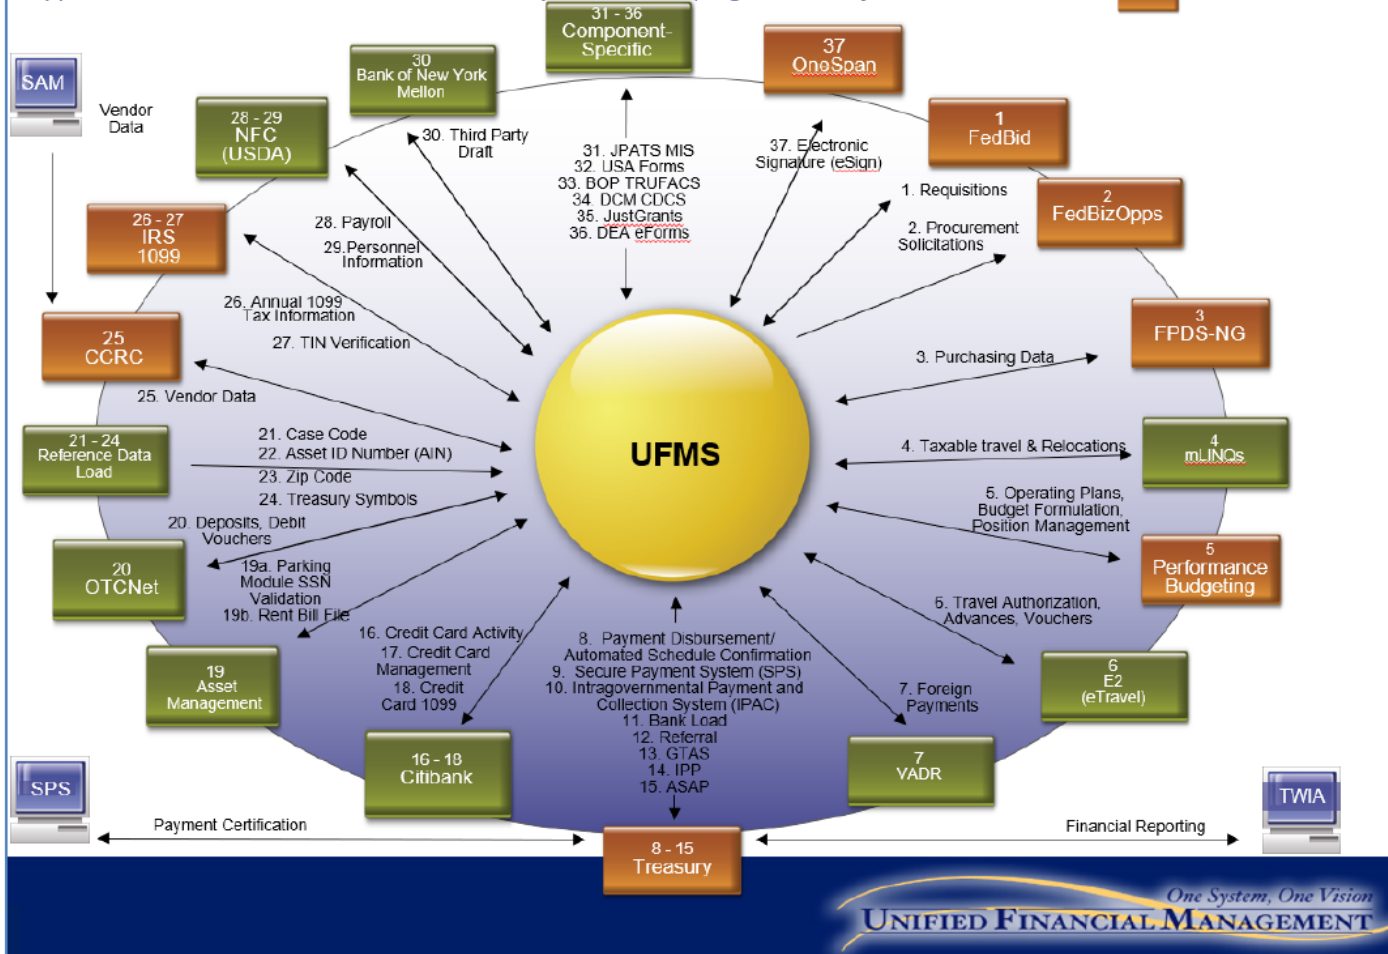 31 - 36
Component-
Specific
37
OneSpan
30
Bank of New York
Mellon
SAM
Vendor
Data
28 - 29
NFC
(USDA)
1
FedBid
30. Third Party
Draft
37. Electronic
Signature (eSign)
31. JPATS MIS
32. USA Forms
33. BOP TRUFACS
34. DCM CDCS
35. JustGrants
36. DEA eForms
1. Requisitions
2
FedBizOpps
26 - 27
IRS
1099
28. Payroll
29.Personnel
Information
2. Procurement
Solicitations
26. Annual 1099
Tax Information
27. TIN Verification
3
FPDS-NG
25
CCRC
3. Purchasing Data
25. Vendor Data
21 - 24
Reference Data
Load
21. Case Code
22. Asset ID Number (AIN)
23. Zip Code
24. Treasury Symbols
UFMS
4. Taxable travel & Relocations
4
mLINQs
5. Operating Plans,
Budget Formulation,
Position Management
20. Deposits, Debit
Vouchers
20
OTCNet
5
Performance
Budgeting
19a. Parking
Module SSN
Validation
19b. Rent Bill File
6. Travel Authorization,
Advances, Vouchers
16. Credit Card Activity
17. Credit Card
Management
18. Credit
Card 1099
8. Payment Disbursement/
Automated Schedule Confirmation
9. Secure Payment System (SPS)
10. Intragovernmental Payment and
Collection System (IPAC)
11. Bank Load
12. Referral
13. GTAS
14. IPP
15. ASAP
19
Asset
Management
6
E2
(eTravel)
7. Foreign
Payments
16 - 18
Citibank
7
VADR
SPS
TWIA
Payment Certification
Financial Reporting
8 - 15
Treasury
One System, One Vision
UNIFIED FINANCIAL MANAGEMENT